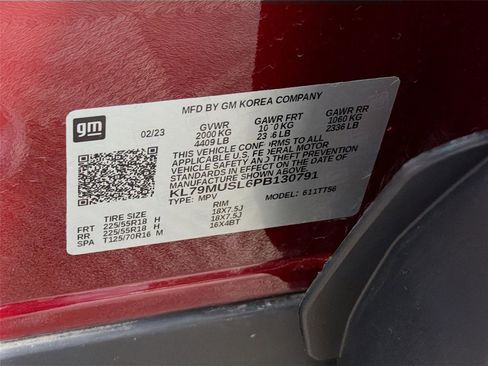 MFD BY GM KOREA COMPANY
gm
02/23
GVWR GAWR FRT GAWR RR
2000 KG KG 1060 KG
4409 LB LB 2336 LB
THIS VEHICLE CONFORMS TO ALL
APPLICABLE U.S. FEDERAL MOTOR
VEHICLE SAFETY AND THEFT PREVENTION
STANDARDS IN EFFECT ON THE DATE OF
MANUFACTURE SHOWN ABOVE.
KL79MUSL6PB130791
TYPE: MPV MODEL: 611TT56
TIRE SIZE RIM
FRT 225/55R18 H 18X7.5J
RR 225/55R18 H 18X7.5J
SPA T125/70R16 M 16X4BT